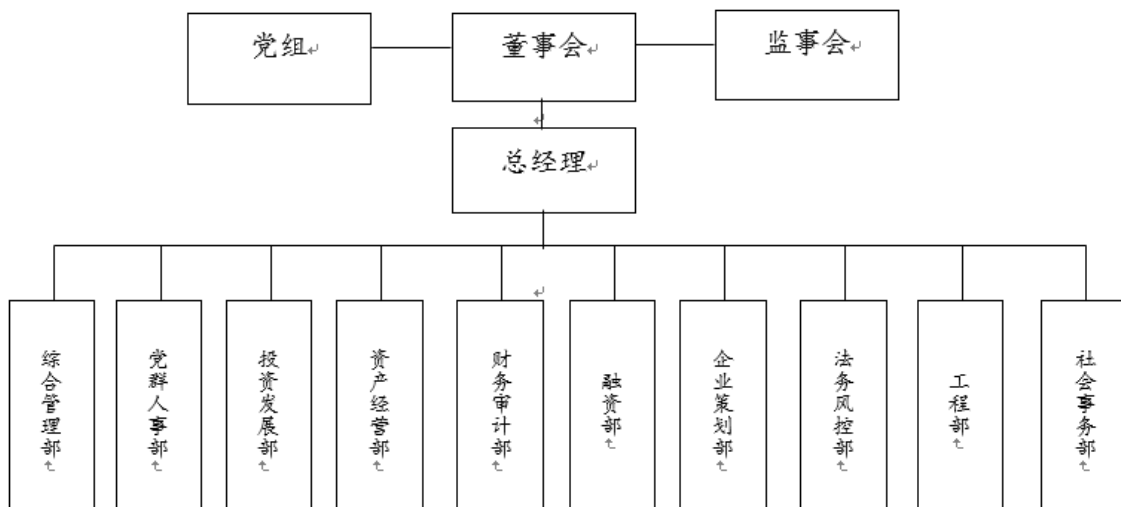 党组
董事会
监事会
总经理
综合管理部
党群人事部
投资发展部
资产经营部
财务审计部
融资部
企业策划部
法务风控部
工程部
社会事务部